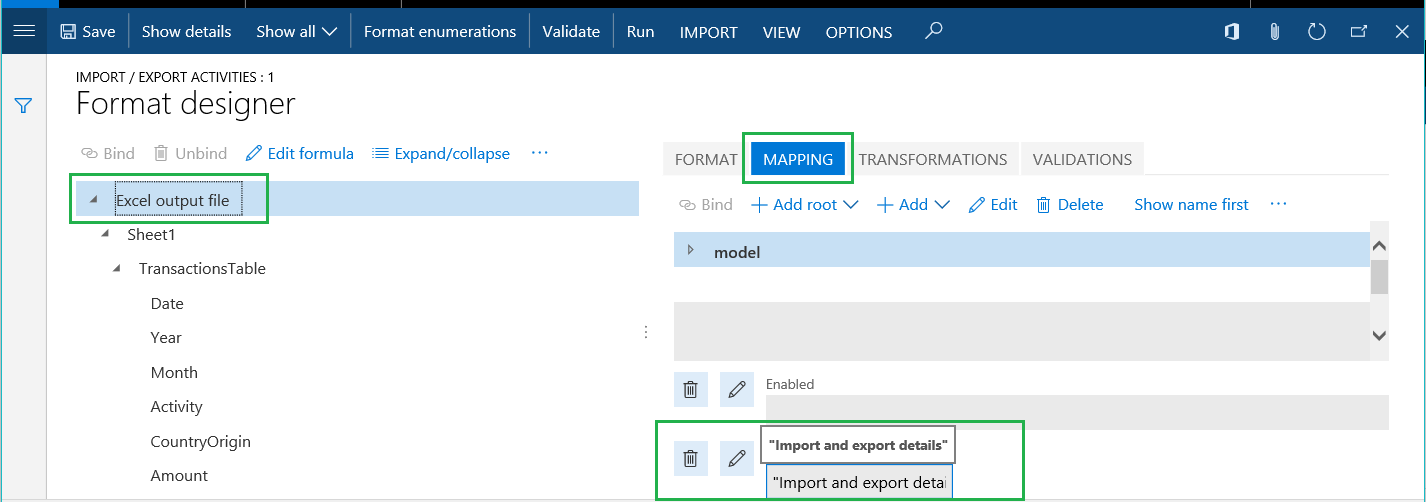 Save Show details Show all Format enumerations Validate Run IMPORT VIEW OPTIONS
IMPORT / EXPORT ACTIVITIES : 1
Format designer
Bind Unbind Edit formula Expand/collapse ...
Excel output file
Sheet1
TransactionsTable
Date
Year
Month
Activity
CountryOrigin
Amount
FORMAT MAPPING TRANSFORMATIONS VALIDATIONS
Bind Add root Add Edit Delete Show name first ...
model
Enabled
"Import and export details"
"Import and export detai